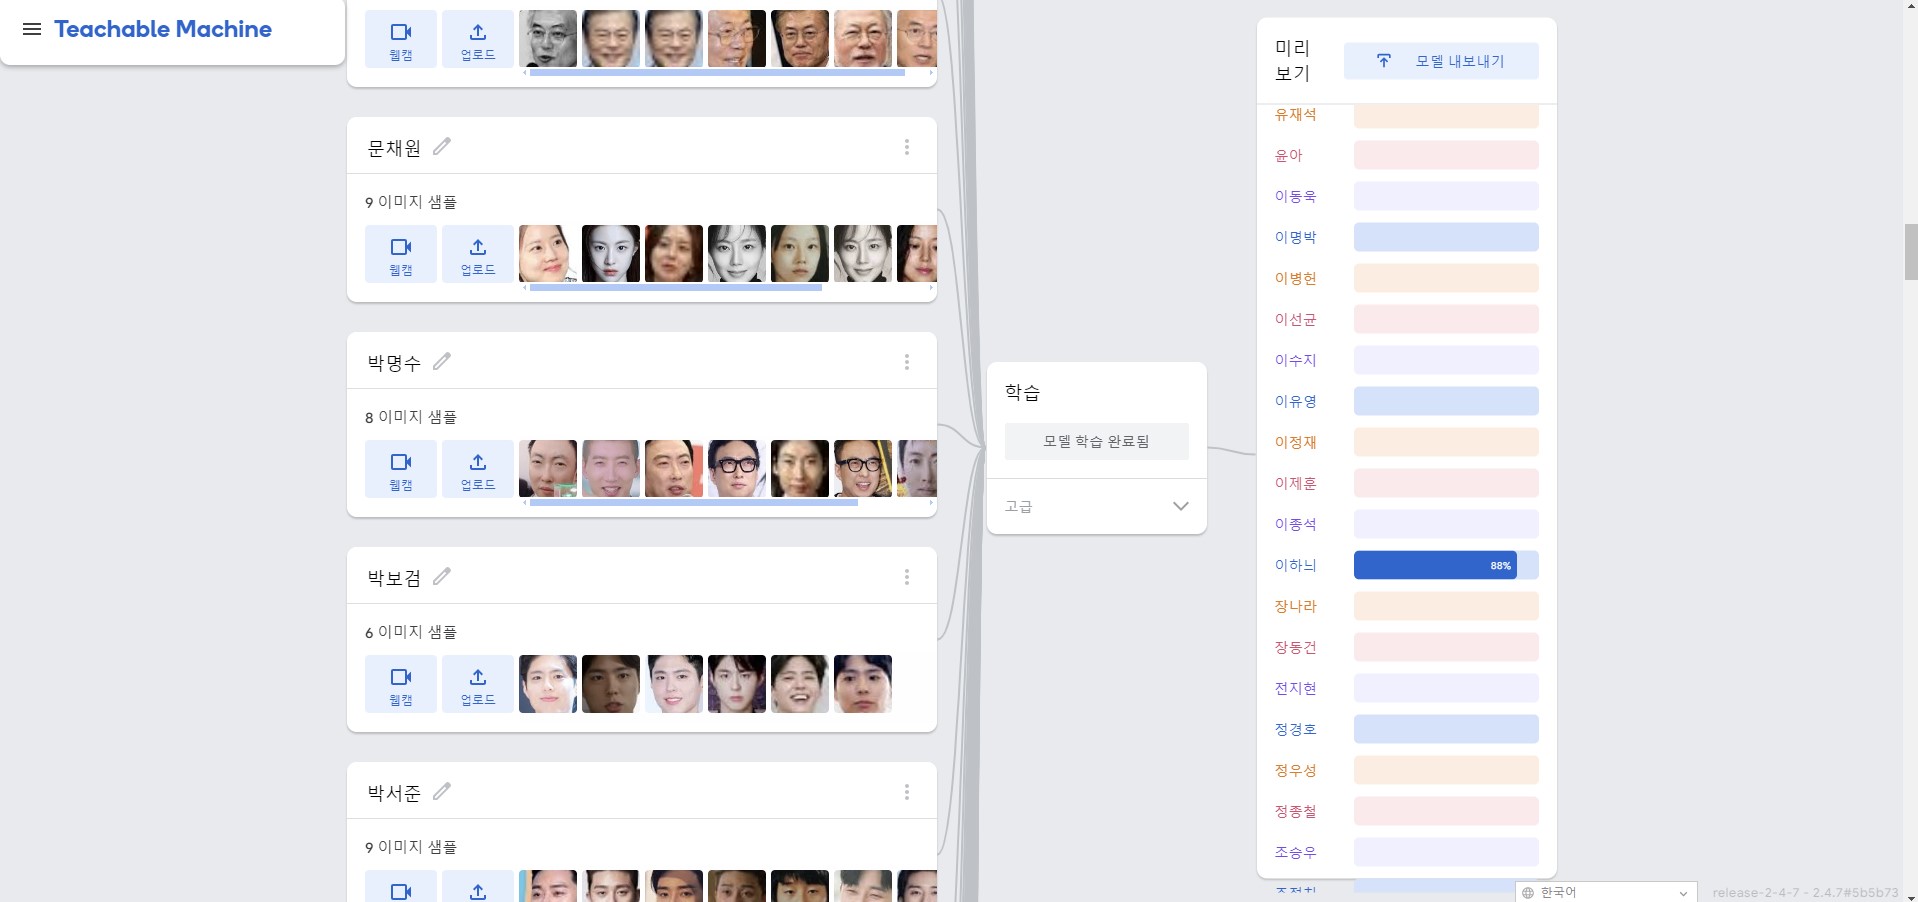 Teachable Machine
웹캠
업로드
문채원
9 이미지 샘플
웹캠
업로드
박명수
8 이미지 샘플
웹캠
업로드
박보검
6 이미지 샘플
웹캠
업로드
박서준
9 이미지 샘플
학습
모델 학습 완료됨
고급
미리
보기
모델 내보내기
유재석
윤아
이동욱
이명박
이병헌
이선균
이수지
이유영
이정재
이제훈
이종석
이하늬
88%
장나라
장동건
전지현
정경호
정우성
정종철
조승우
한국어
release-2-4-7 - 2.4.7#5b5b73